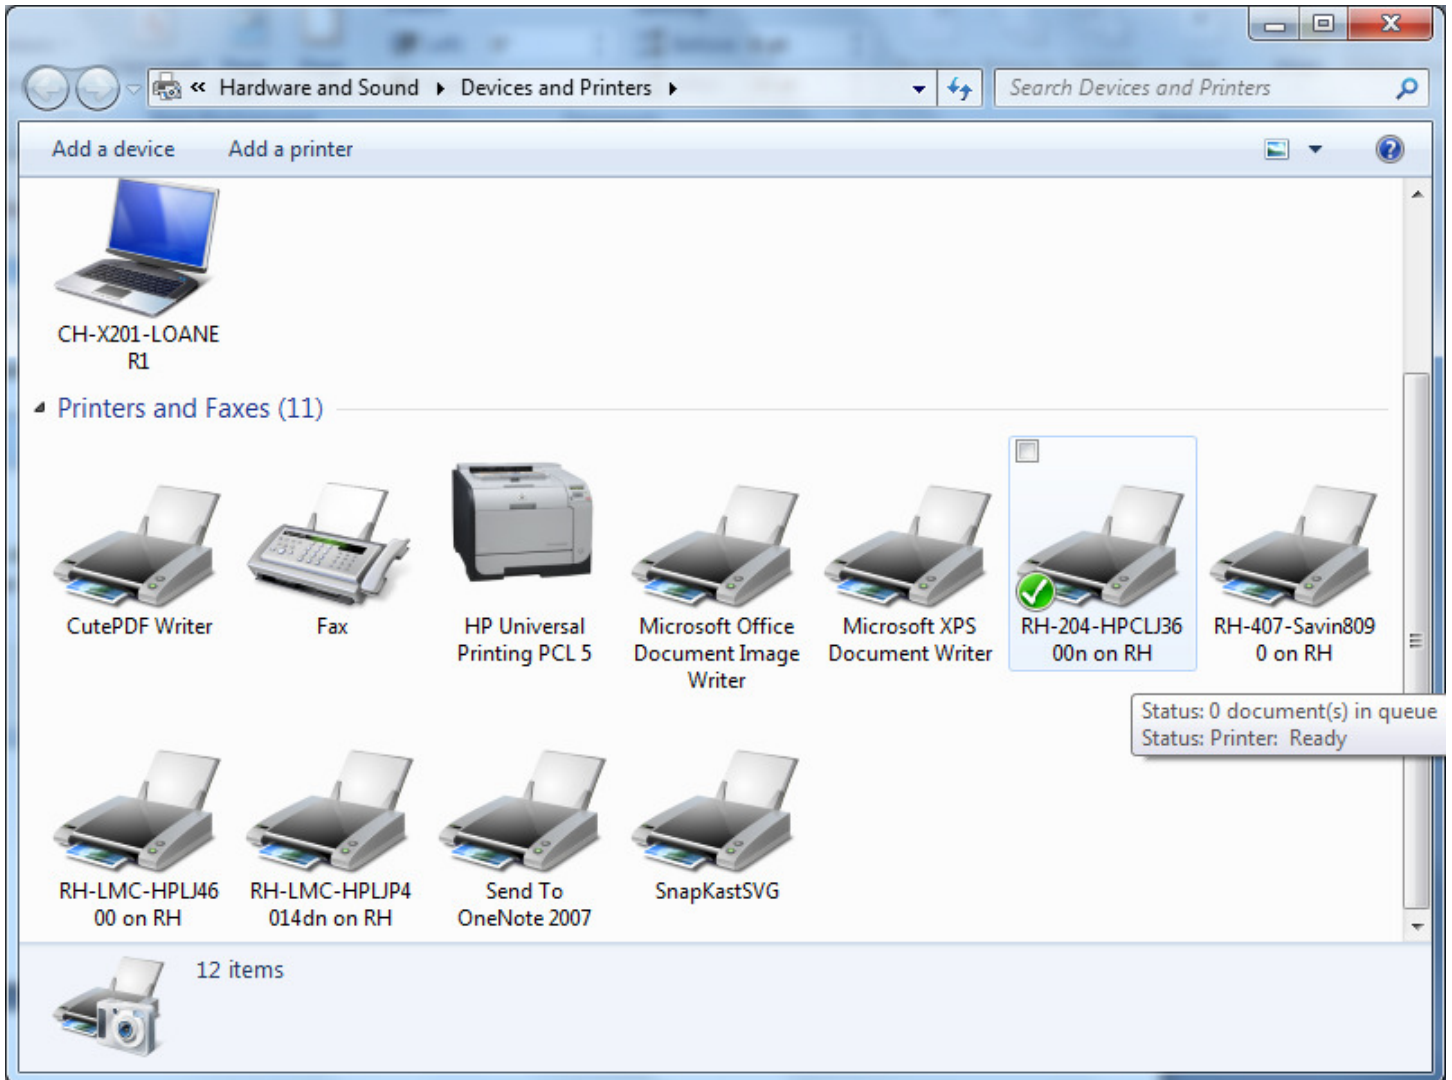 « Hardware and Sound Devices and Printers
Search Devices and Printers
Add a device Add a printer
CH-X201-LOANE
R1
Printers and Faxes (11)
CutePDF Writer
Fax
HP Universal
Printing PCL 5
Microsoft Office
Document Image
Writer
Microsoft XPS
Document Writer
RH-204-HPCLJ36
00n on RH
RH-407-Savin809
0 on RH
Status: 0 document(s) in queue
Status: Printer: Ready
RH-LMC-HPLJ46
00 on RH
RH-LMC-HPLJP4
014dn on RH
Send To
OneNote 2007
SnapKastSVG
12 items